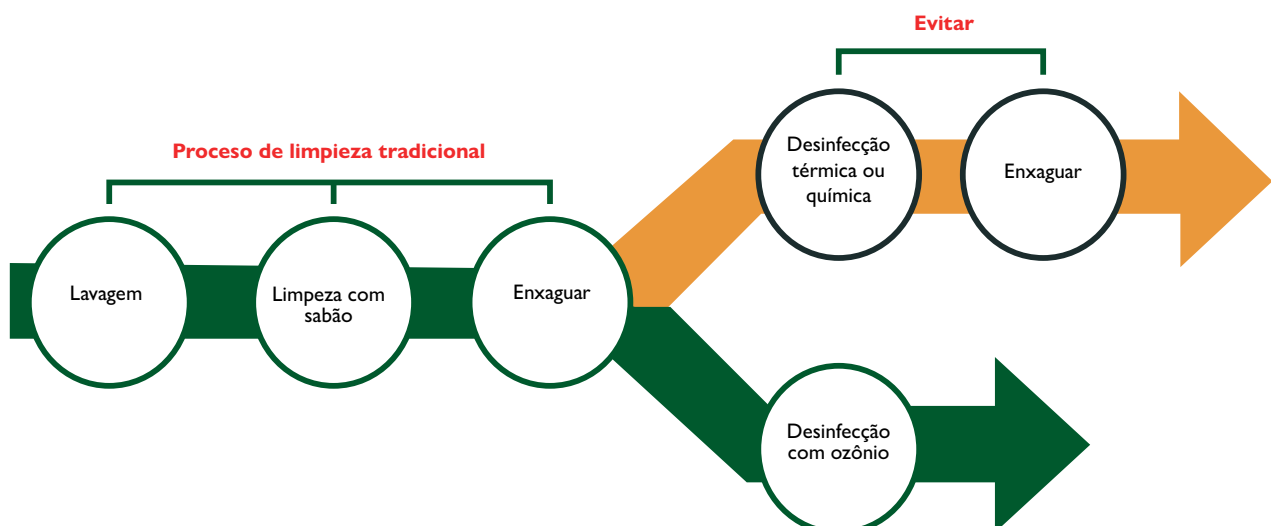 Evitar
Proceso de limpieza tradicional
Desinfecção
térmica ou
química
Enxaguar
Lavagem
Limpeza com
sabão
Enxaguar
Desinfecção
com ozônio